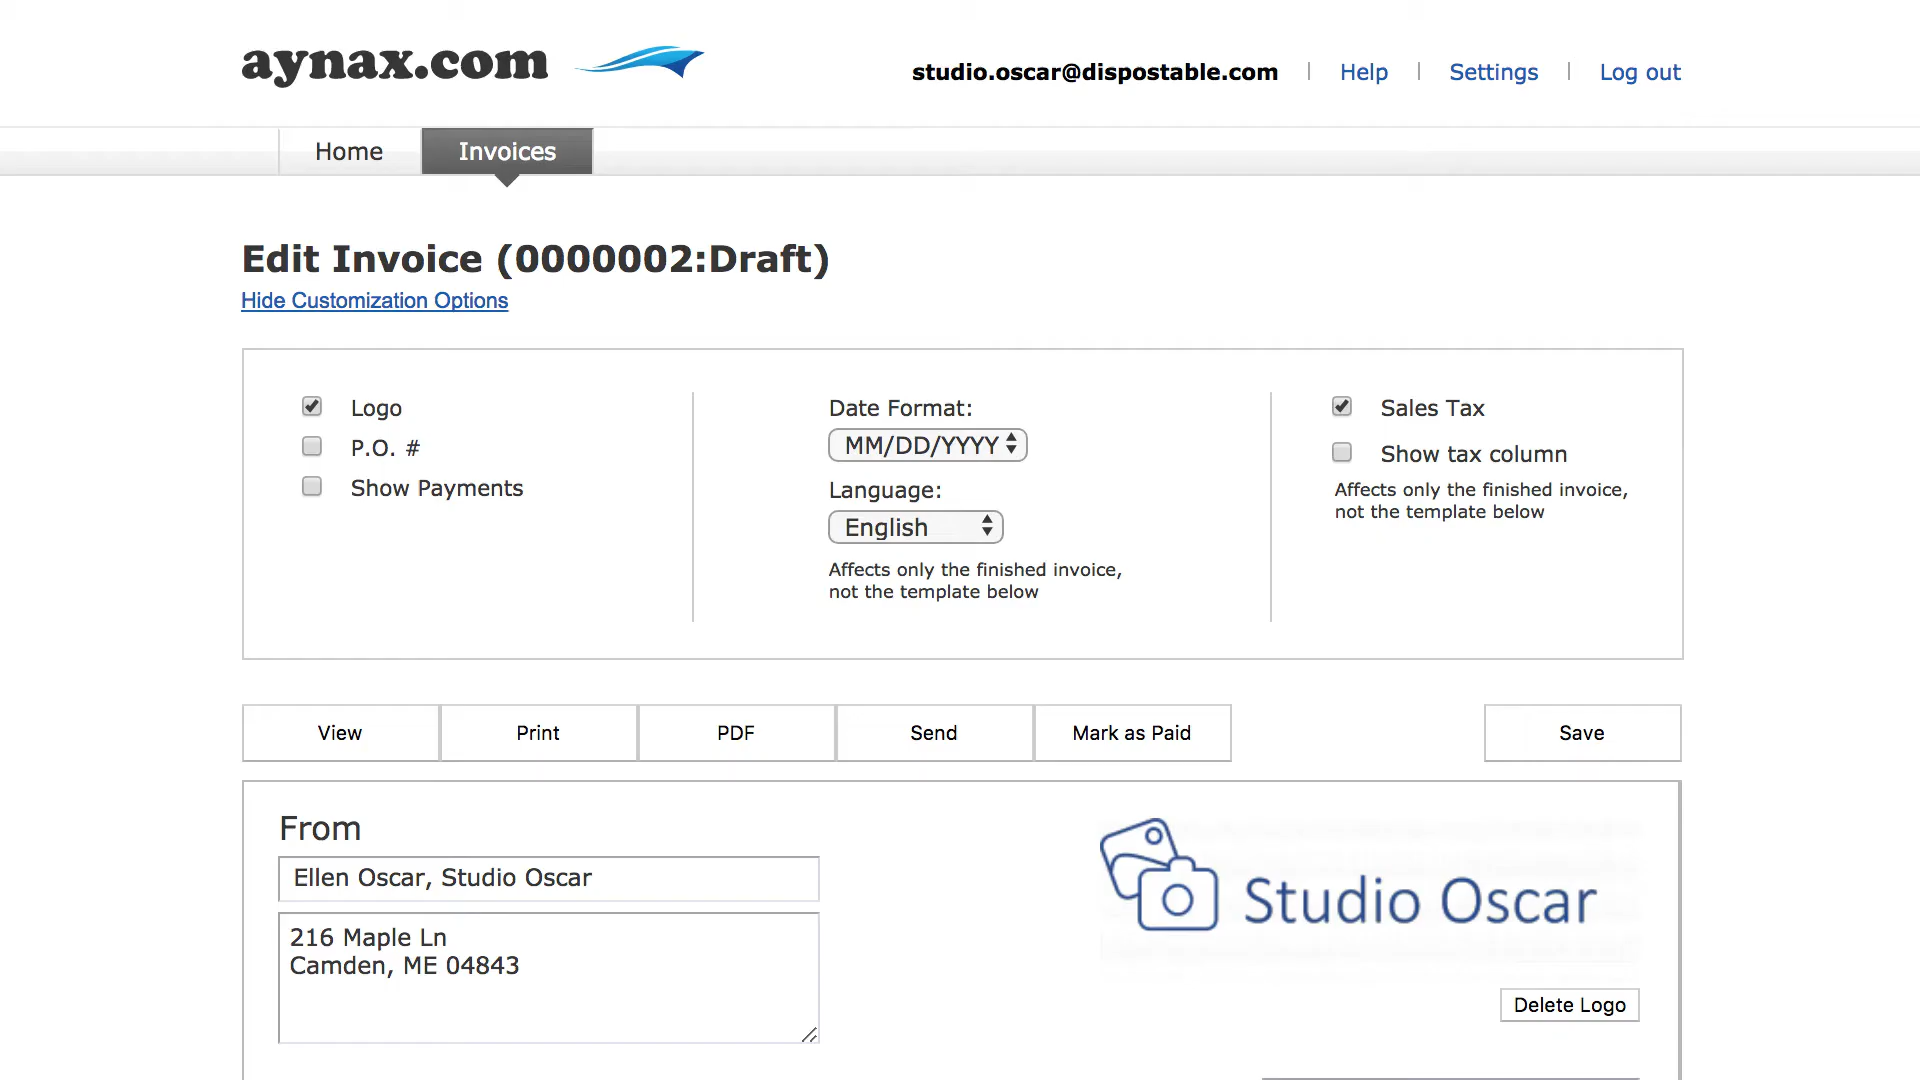 aynax.com
studio.oscar@dispostable.com | Help | Settings | Log out
Home
Invoices
Edit Invoice (0000002:Draft)
Hide Customization Options
Logo
P.O. #
Show Payments
Date Format:
MM/DD/YYYY
Language:
English
Affects only the finished invoice,
not the template below
Sales Tax
Show tax column
Affects only the finished invoice,
not the template below
View
Print
PDF
Send
Mark as Paid
Save
From
Ellen Oscar, Studio Oscar
216 Maple Ln
Camden, ME 04843
Studio Oscar
Delete Logo